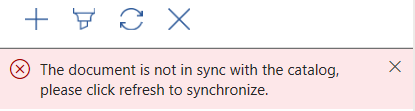 The document is not in sync with the catalog,
please click refresh to synchronize.